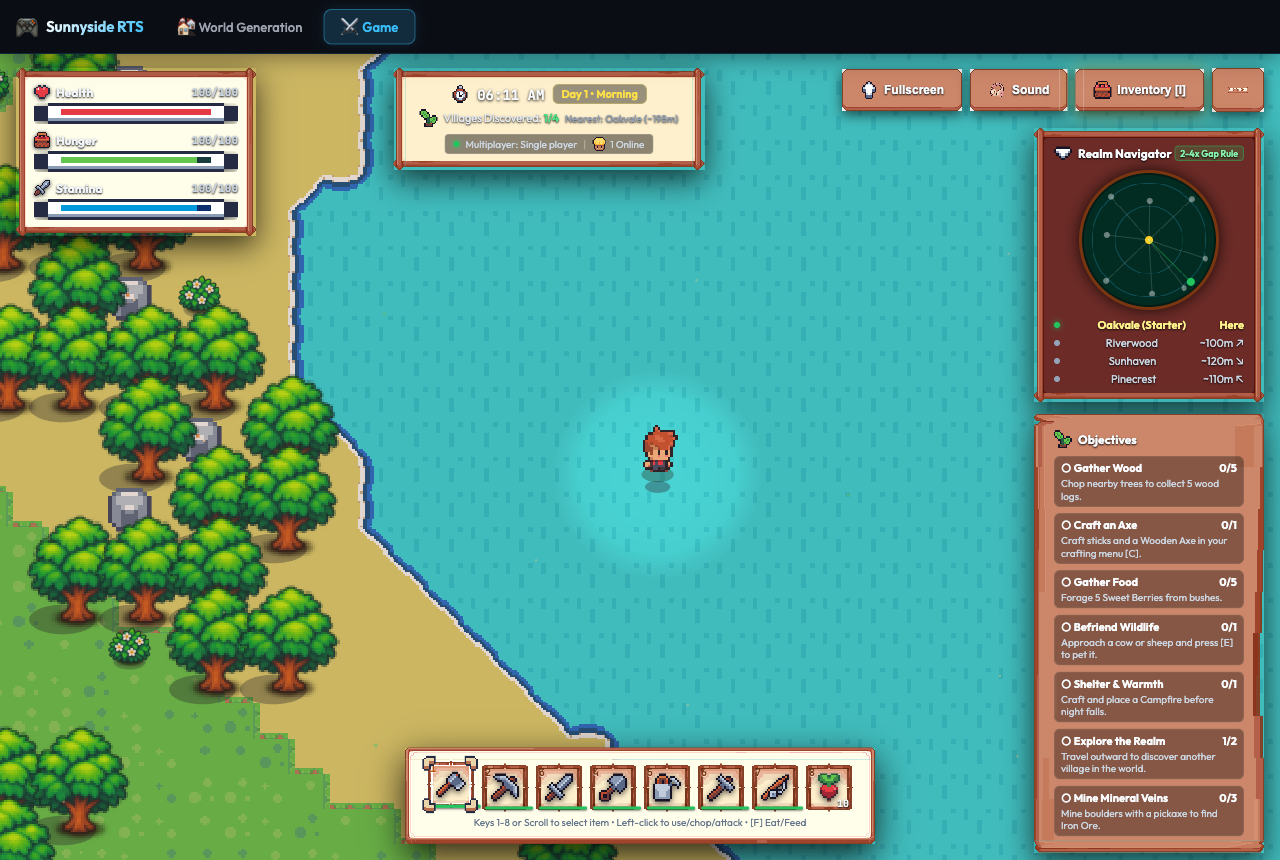 Sunnyside RTS
World Generation
Game
Health 100/100
Hunger 100/100
Stamina 100/100
06:11 AM Day 1 • Morning
Villages Discovered: 1/4 Nearest: Oakvale (~198m)
Multiplayer: Single player | 1 Online
Fullscreen
Sound
Inventory [I]
Realm Navigator 2-4x Gap Rule
Oakvale (Starter) Here
Riverwood ~100m ↗
Sunhaven ~120m ↘
Pinecrest ~110m ↖
Objectives
Gather Wood 0/5
Chop nearby trees to collect 5 wood
logs.
Craft an Axe 0/1
Craft sticks and a Wooden Axe in your
crafting menu [C].
Gather Food 0/5
Forage 5 Sweet Berries from bushes.
Befriend Wildlife 0/1
Approach a cow or sheep and press [E]
to pet it.
Shelter & Warmth 0/1
Craft and place a Campfire before
night falls.
Explore the Realm 1/2
Travel outward to discover another
village in the world.
Mine Mineral Veins 0/3
Mine boulders with a pickaxe to find
Iron Ore.
10
Keys 1-8 or Scroll to select item • Left-click to use/chop/attack • [F] Eat/Feed